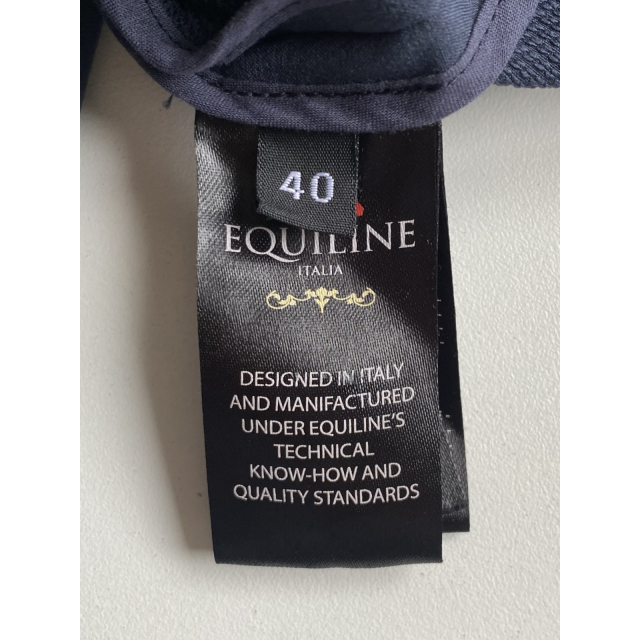 40
EQUILINE
ITALIA
DESIGNED IN ITALY
AND MANIFACTURED
UNDER EQUILINE'S
TECHNICAL
KNOW-HOW AND
QUALITY STANDARDS